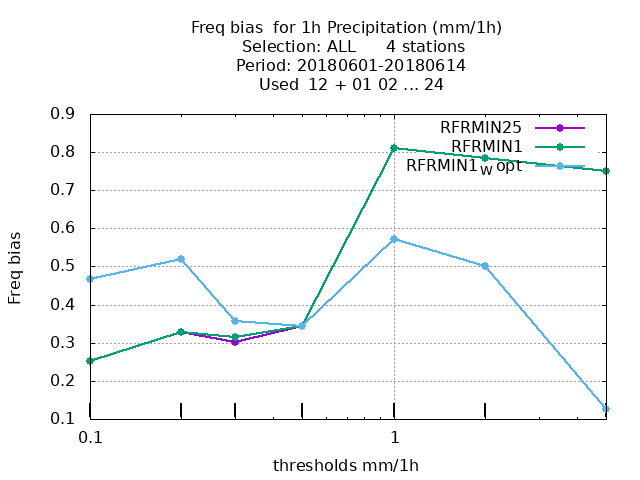 Freq bias  for 1h Precipitation (mm/1h)
Selection: ALL      4 stations
Period: 20180601-20180614
Used  12 + 01 02 ... 24
RFRMIN25
RFRMIN1
RFRMIN1Wopt
0.9
0.8
0.7
0.6
0.5
0.4
0.3
0.2
0.1
Freq bias
0.1 1
thresholds mm/1h